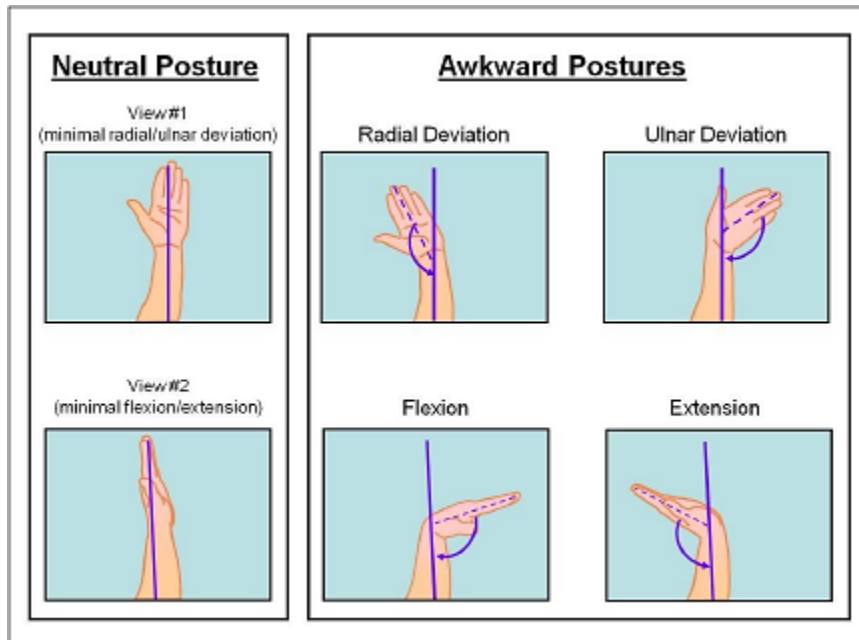 Neutral Posture
View #1
(minimal radial/ulnar deviation)
View #2
(minimal flexion/extension)
Awkward Postures
Radial Deviation
Ulnar Deviation
Flexion
Extension